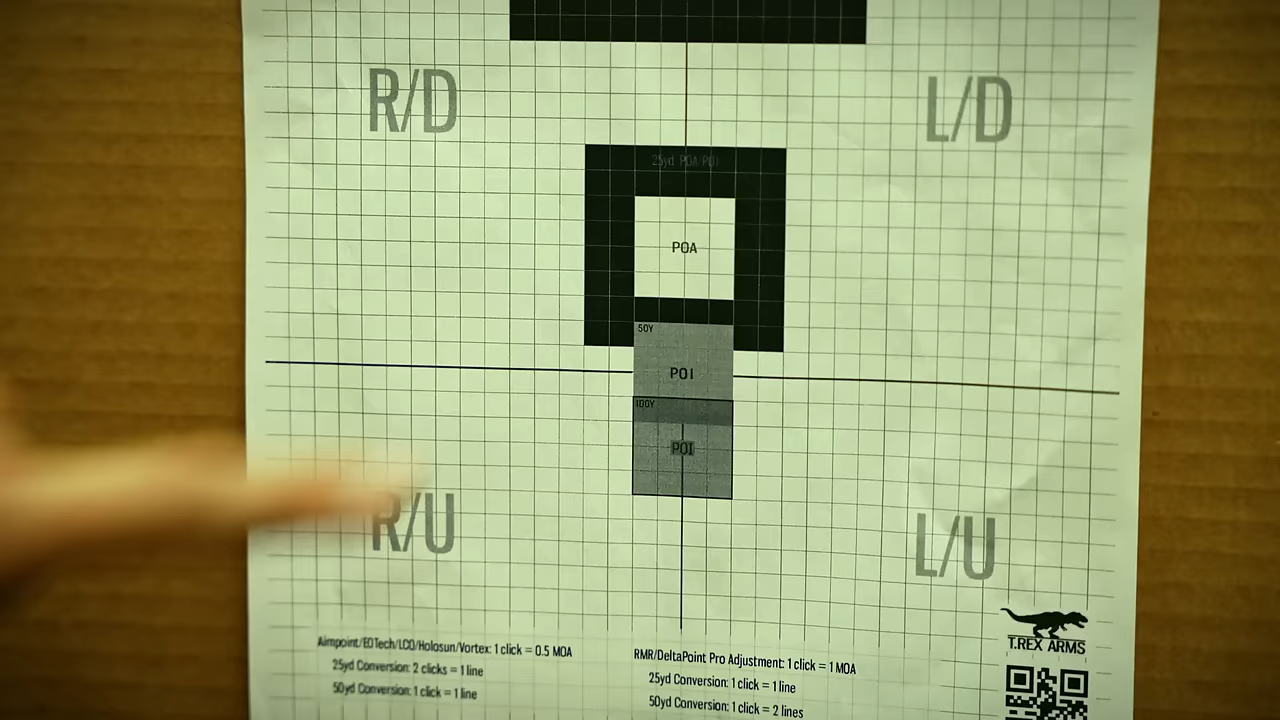 R/D
L/D
25yd POA/POI
POA
50Y
POI
100Y
POI
R/U
L/U
T.REX ARMS
Aimpoint/EOTech/LCO/Holosun/Vortex: 1 click = 0.5 MOA
25yd Conversion: 2 clicks = 1 line
50yd Conversion: 1 click = 1 line
RMR/DeltaPoint Pro Adjustment: 1 click = 1 MOA
25yd Conversion: 1 click = 1 line
50yd Conversion: 1 click = 2 lines